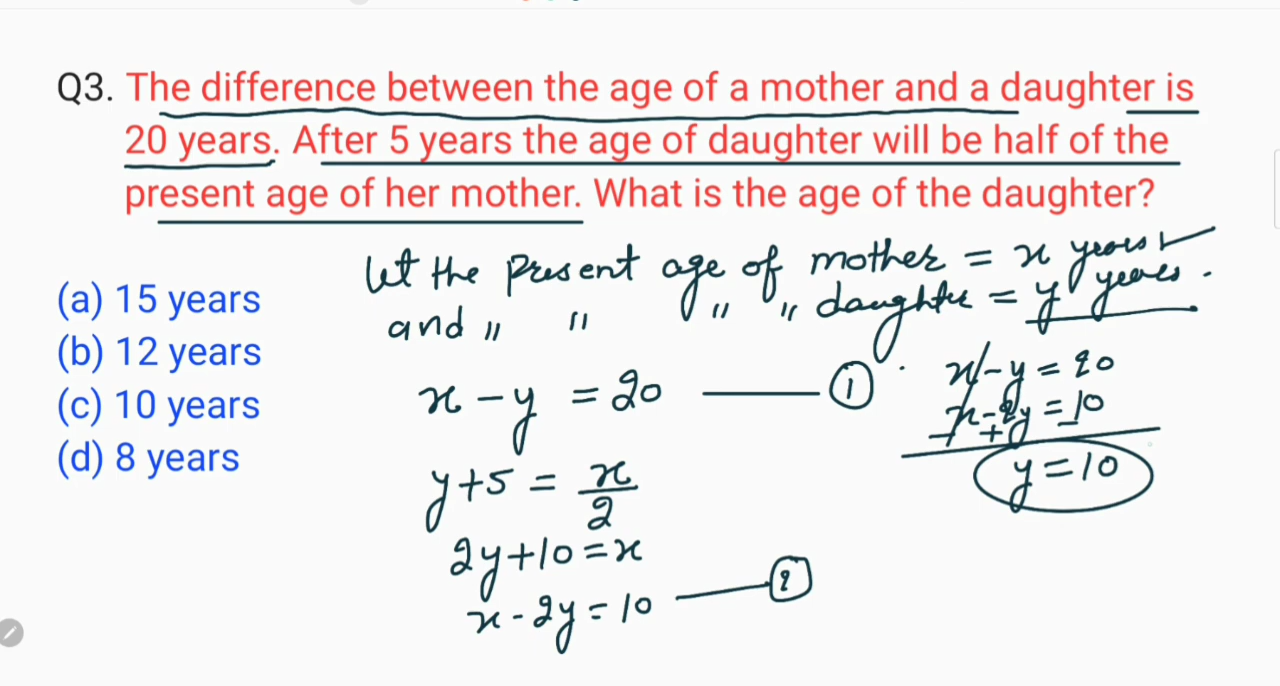 Q3. The difference between the age of a mother and a daughter is
20 years. After 5 years the age of daughter will be half of the
present age of her mother. What is the age of the daughter?
(a) 15 years
(b) 12 years
(c) 10 years
(d) 8 years
let the present age of mother = x years
and " " " " daughter = y years.
x - y = 20 ① 
y+5 = x/2
2y+10=x
x-2y=10 ②
x-y=20
x-2y=10
- + -
y=10